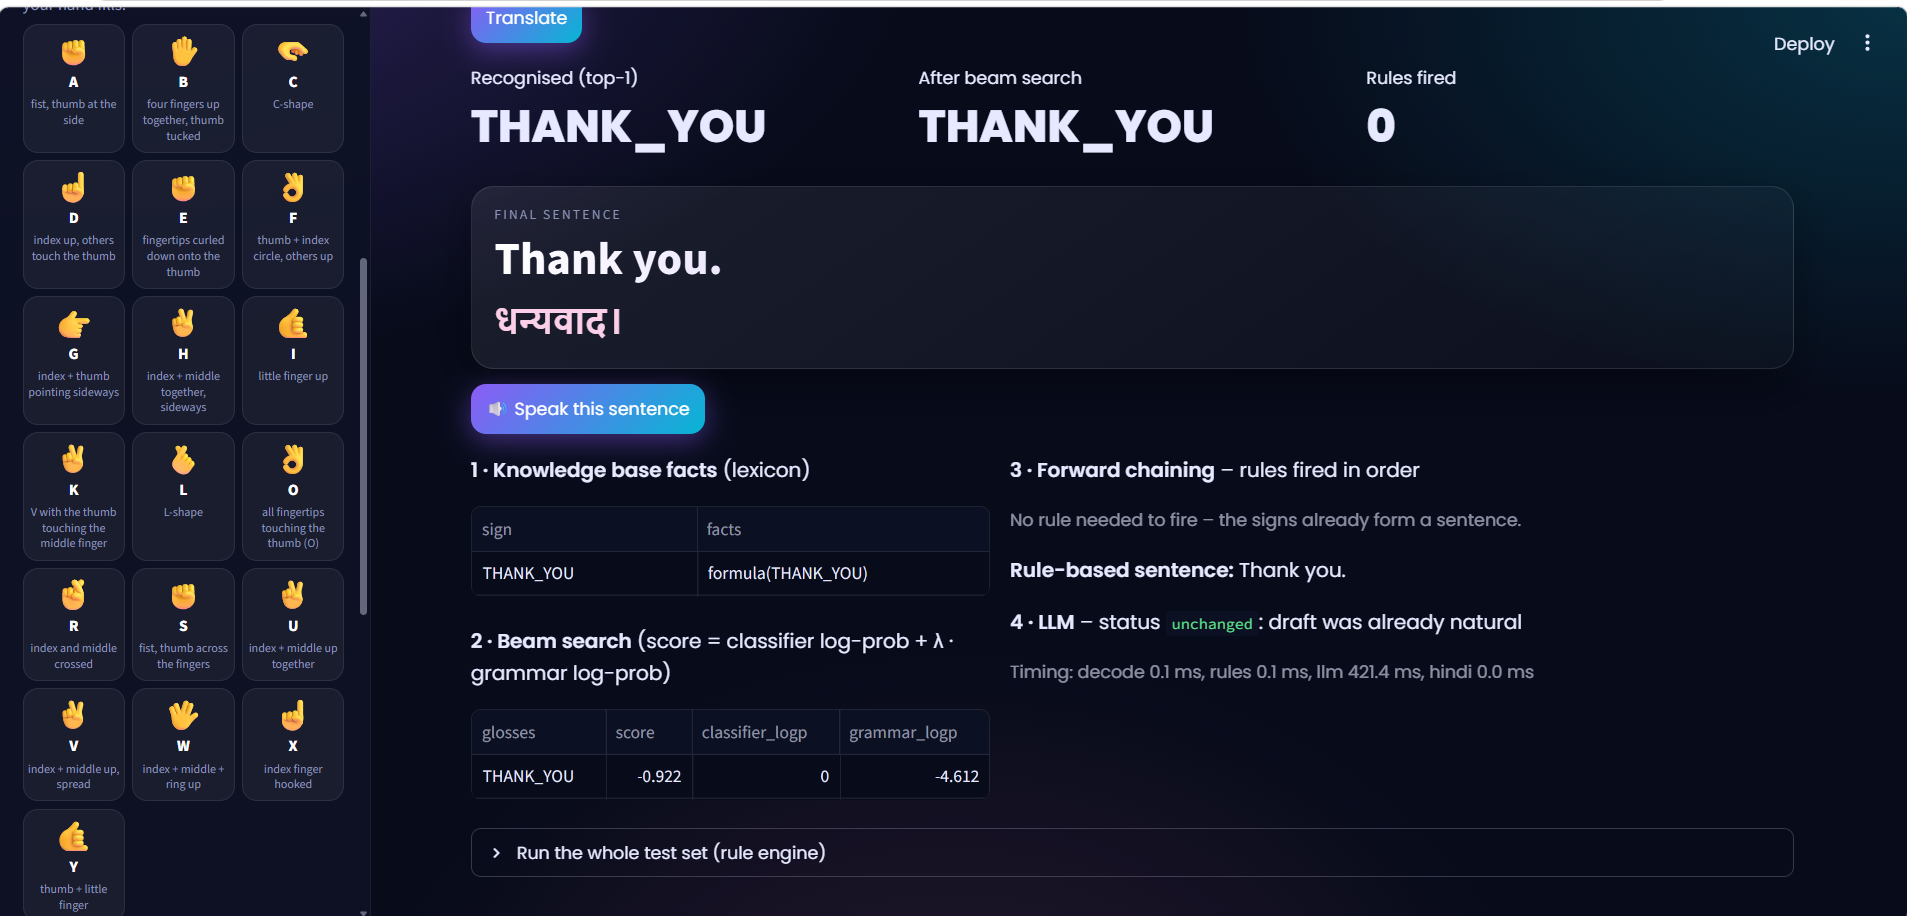 your hand fills.
A
fist, thumb at the
side
B
four fingers up
together, thumb
tucked
C
C-shape
D
index up, others
touch the thumb
E
fingertips curled
down onto the
thumb
F
thumb + index
circle, others up
G
index + thumb
pointing sideways
H
index + middle
together,
sideways
I
little finger up
K
V with the thumb
touching the
middle finger
L
L-shape
O
all fingertips
touching the
thumb (O)
R
index and middle
crossed
S
fist, thumb across
the fingers
U
index + middle up
together
V
index + middle up,
spread
W
index + middle +
ring up
X
index finger
hooked
Y
thumb + little
finger
Translate
Deploy
Recognised (top-1)
THANK_YOU
After beam search
THANK_YOU
Rules fired
0
FINAL SENTENCE
Thank you.
धन्यवाद।
Speak this sentence
1 · Knowledge base facts (lexicon)
sign facts
THANK_YOU formula(THANK_YOU)
2 · Beam search (score = classifier log-prob + λ ·
grammar log-prob)
glosses score classifier_logp grammar_logp
THANK_YOU -0.922 0 -4.612
3 · Forward chaining – rules fired in order
No rule needed to fire – the signs already form a sentence.
Rule-based sentence: Thank you.
4 · LLM – status unchanged : draft was already natural
Timing: decode 0.1 ms, rules 0.1 ms, llm 421.4 ms, hindi 0.0 ms
Run the whole test set (rule engine)